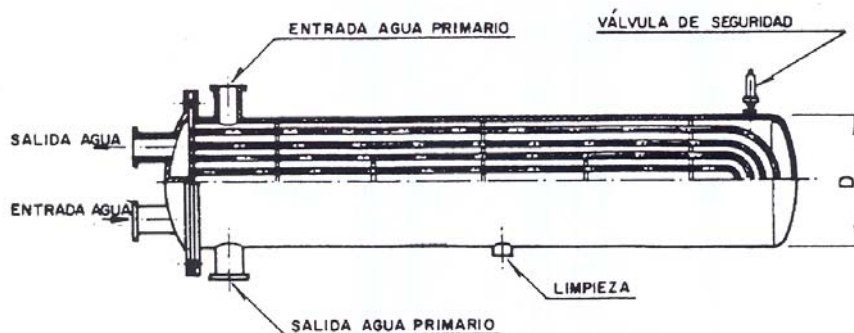 ENTRADA AGUA PRIMARIO
VÁLVULA DE SEGURIDAD
SALIDA AGUA
ENTRADA AGUA
D
LIMPIEZA
SALIDA AGUA PRIMARIO